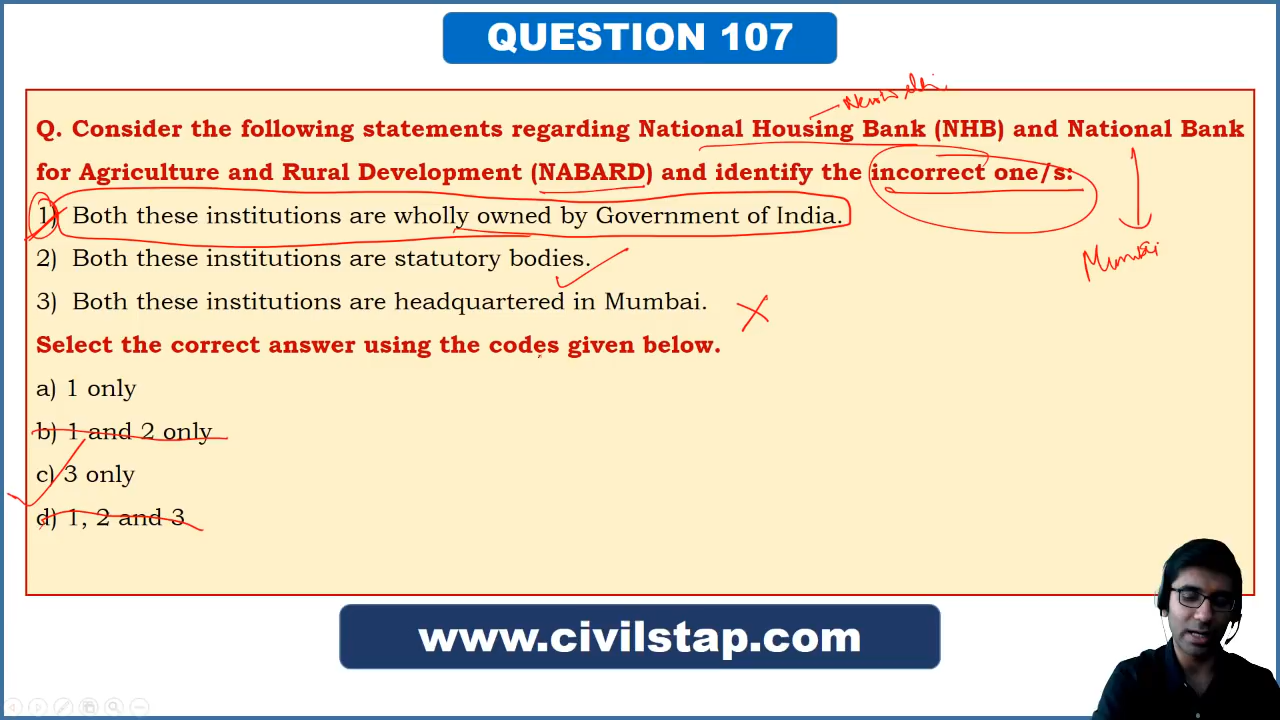 QUESTION 107
New Delhi
Q. Consider the following statements regarding National Housing Bank (NHB) and National Bank
for Agriculture and Rural Development (NABARD) and identify the incorrect one/s:
1) Both these institutions are wholly owned by Government of India.
2) Both these institutions are statutory bodies.
Mumbai
3) Both these institutions are headquartered in Mumbai.
Select the correct answer using the codes given below.
a) 1 only
b) 1 and 2 only
c) 3 only
d) 1, 2 and 3
www.civilstap.com